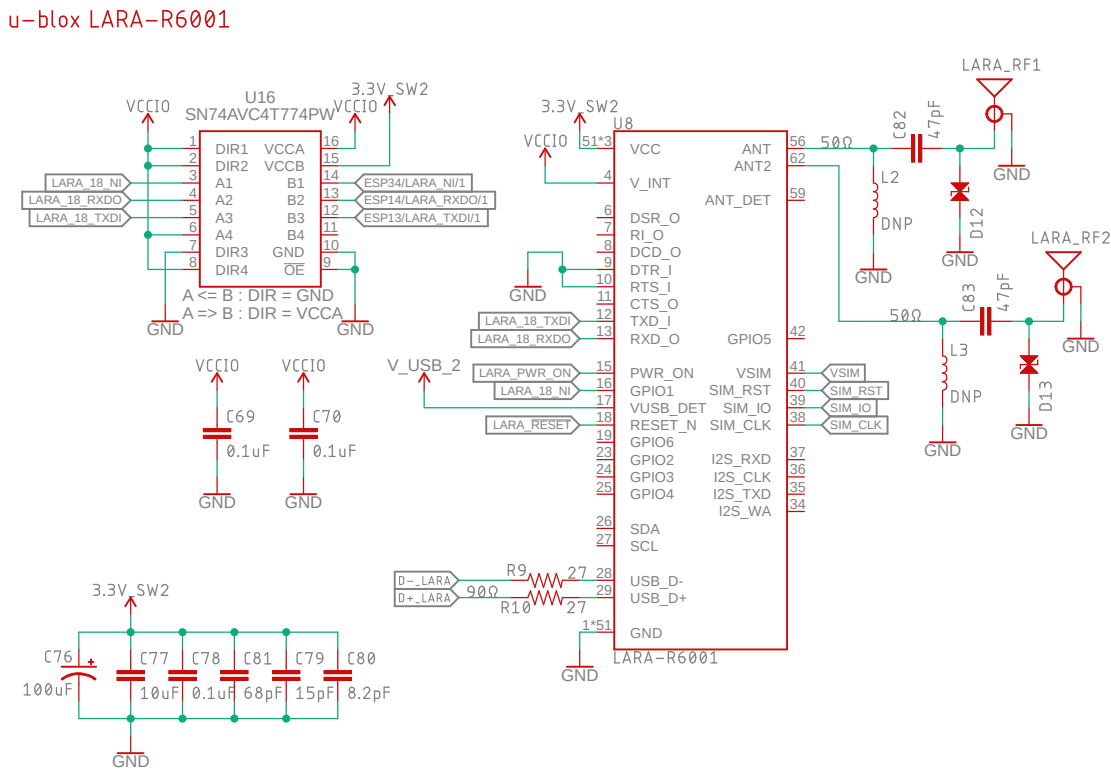 u-blox LARA-R6001
U16
SN74AVC4T774PW
VCCIO
VCCIO
3.3V_SW2
1 DIR1 VCCA 16
2 DIR2 VCCB 15
LARA_18_NI 3 A1 B1 14 ESP34/LARA_NI/1
LARA_18_RXDO 4 A2 B2 13 ESP14/LARA_RXDO/1
LARA_18_TXDI 5 A3 B3 12 ESP13/LARA_TXDI/1
6 A4 B4 11
7 DIR3 GND 10
8 DIR4 OE 9
A <= B : DIR = GND
A => B : DIR = VCCA
GND
GND
VCCIO
C69
0.1uF
GND
VCCIO
C70
0.1uF
GND
3.3V_SW2
C76
100uF
C77
10uF
C78
0.1uF
C81
68pF
C79
15pF
C80
8.2pF
GND
3.3V_SW2
VCCIO
U8
51*3 VCC
4 V_INT
6 DSR_O
7 RI_O
8 DCD_O
9 DTR_I
10 RTS_I
GND
11 CTS_O
LARA_18_TXDI 12 TXD_I
LARA_18_RXDO 13 RXD_O
LARA_PWR_ON 15 PWR_ON
LARA_18_NI 16 GPIO1
V_USB_2
17 VUSB_DET
LARA_RESET 18 RESET_N
19 GPIO6
23 GPIO2
24 GPIO3
25 GPIO4
26 SDA
27 SCL
D-_LARA R9 27 28 USB_D-
D+_LARA 90Ω R10 27 29 USB_D+
1*51 GND
GND
LARA-R6001
ANT 56 50Ω
ANT2 62
ANT_DET 59
GPIO5 42
VSIM 41 VSIM
SIM_RST 40 SIM_RST
SIM_IO 39 SIM_IO
SIM_CLK 38 SIM_CLK
I2S_RXD 37
I2S_CLK 36
I2S_TXD 35
I2S_WA 34
LARA_RF1
C82
47pF
L2
DNP
D12
GND
GND
GND
LARA_RF2
50Ω
C83
47pF
L3
DNP
D13
GND
GND
GND